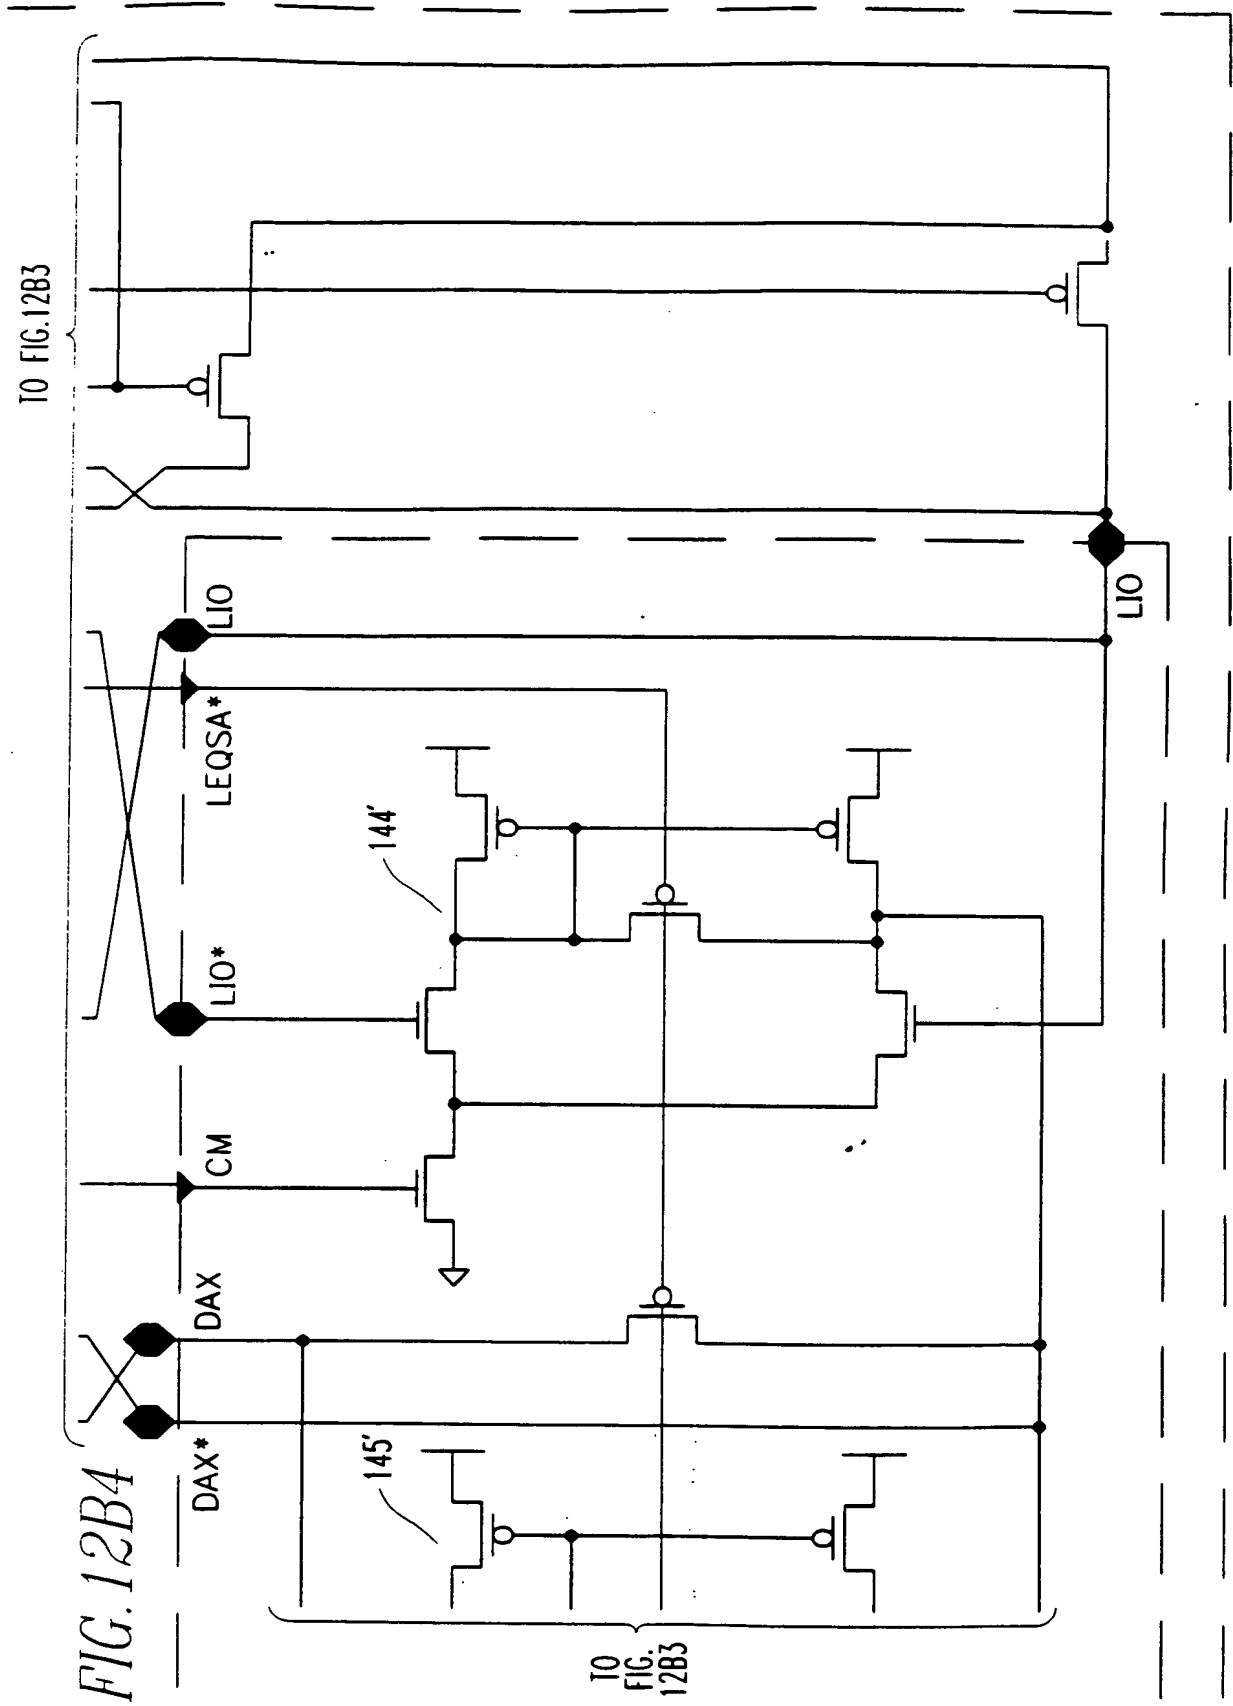 FIG. 12B4
TO FIG. 12B3
DAX*
DAX
CM
LIO*
LEQSA*
LIO
145'
144'
LIO
TO
FIG.
12B3